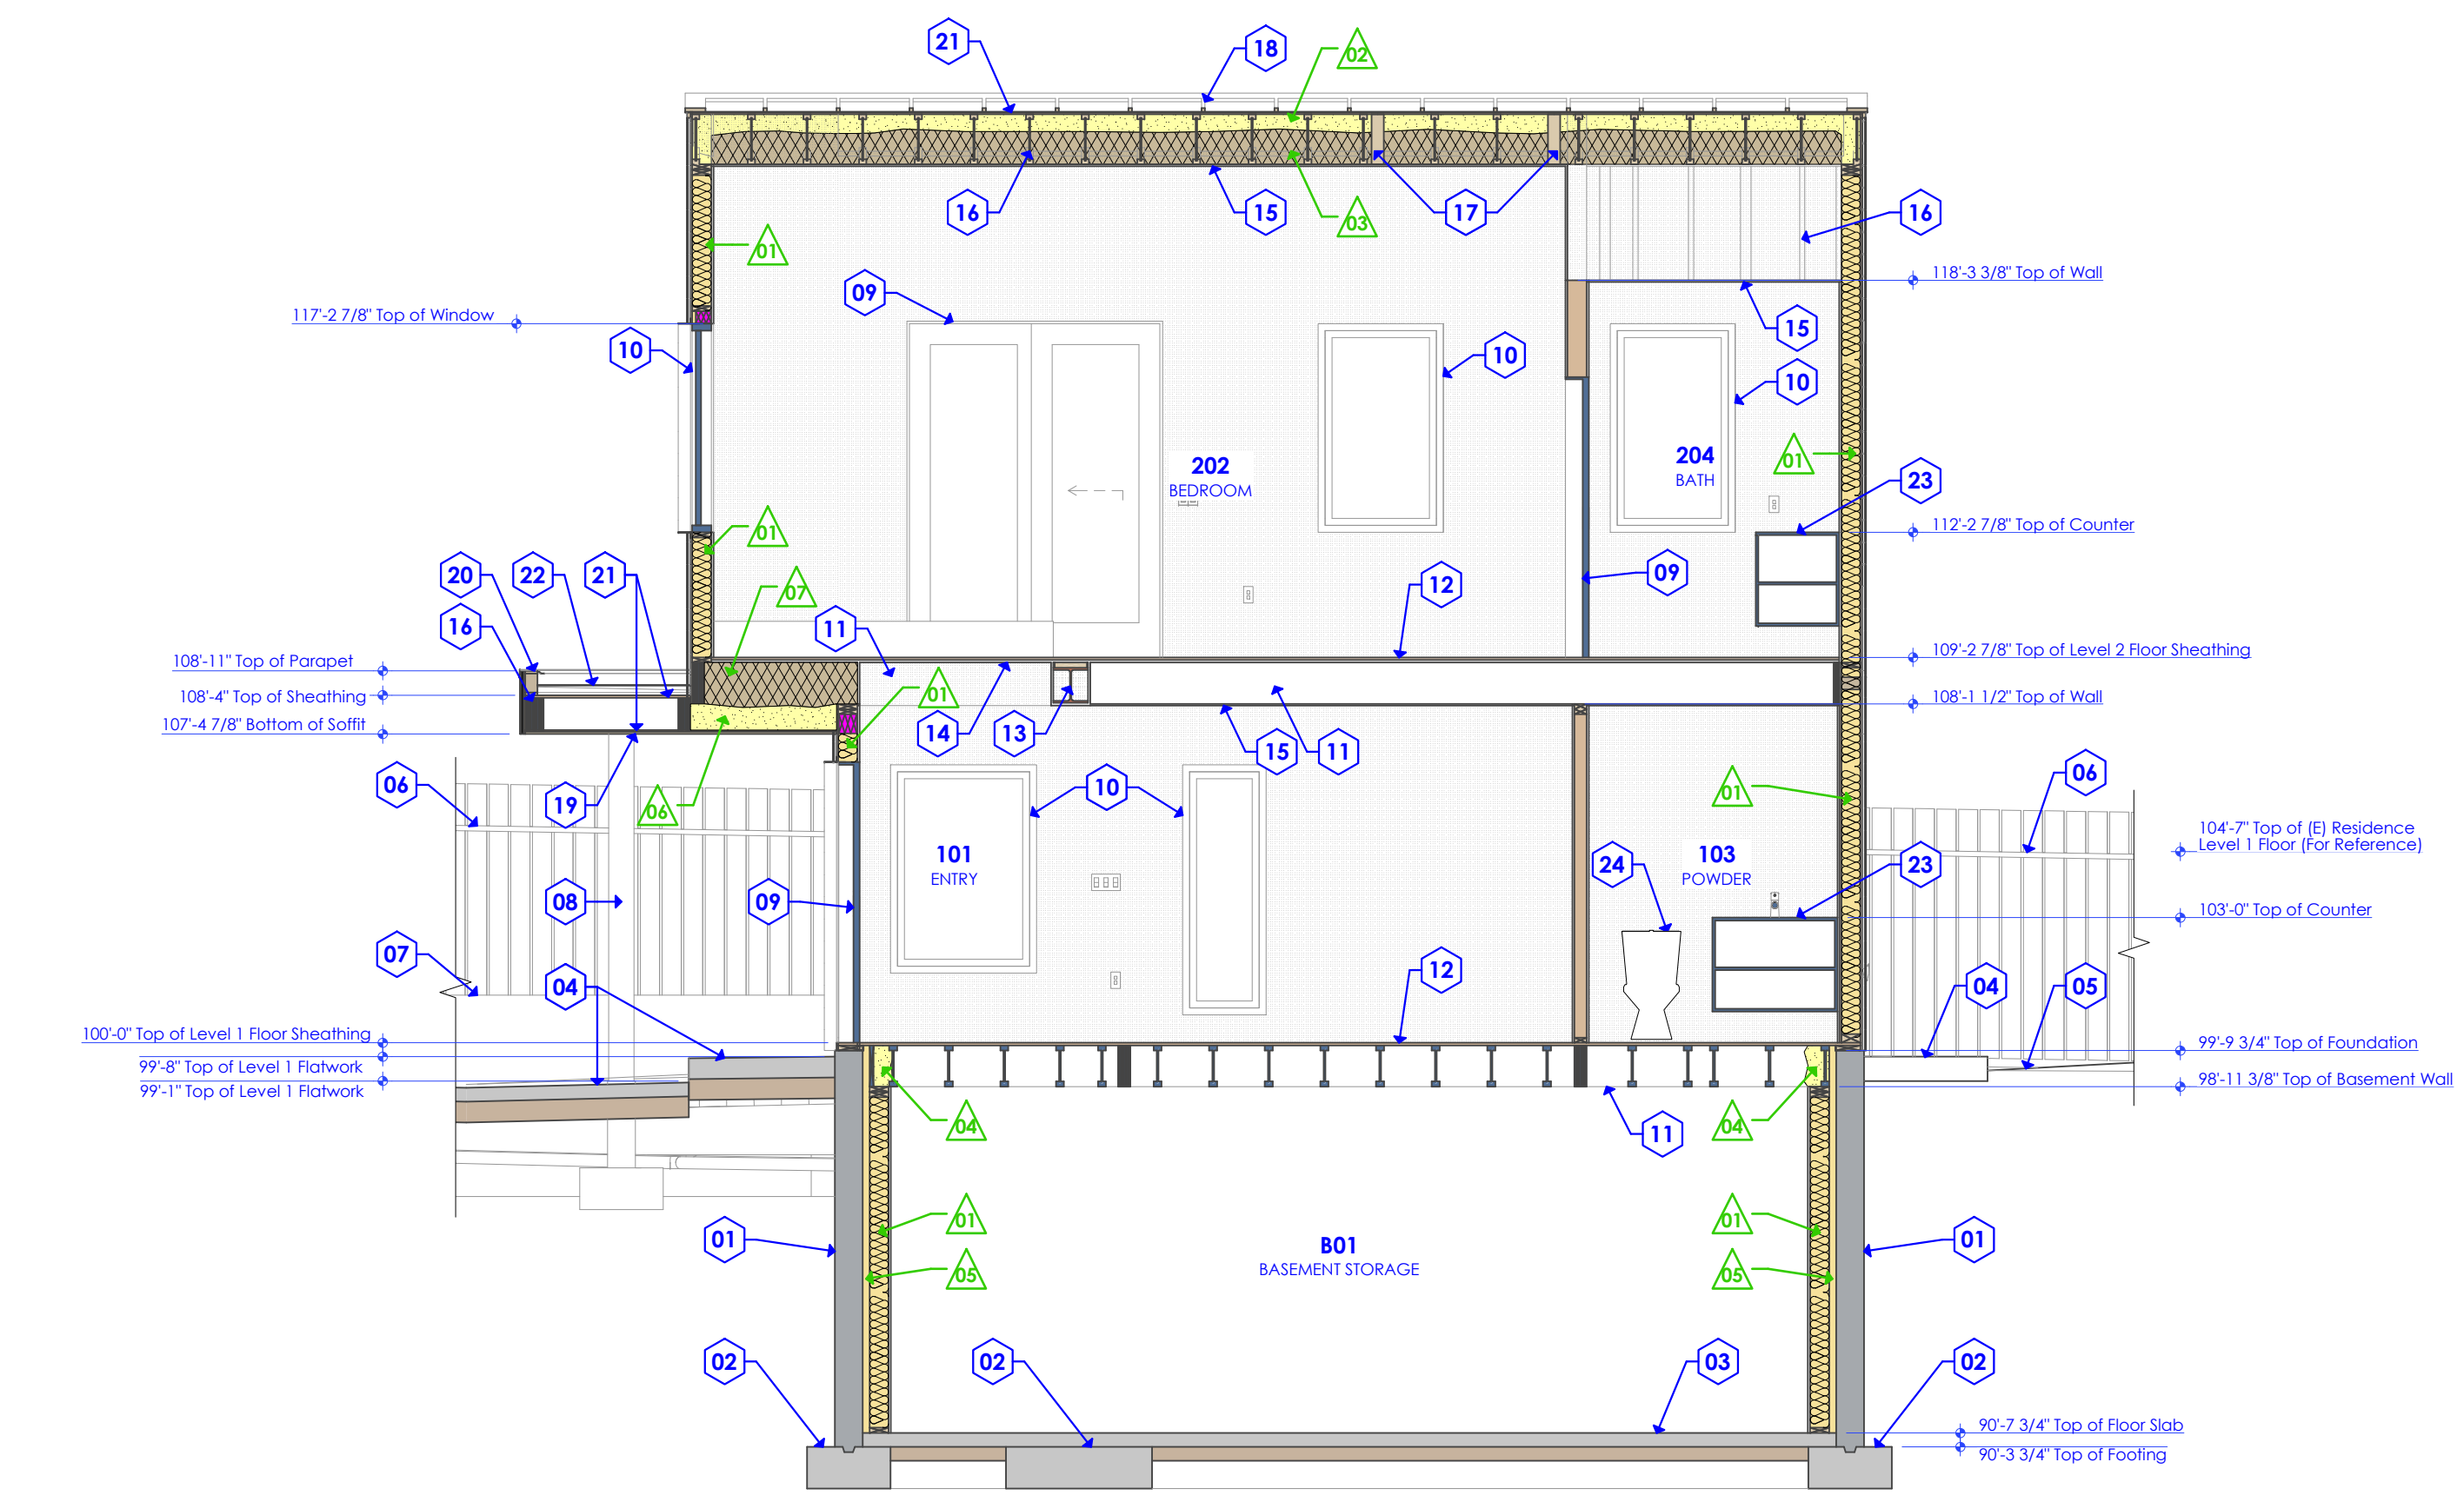 21
18
02
16
15
17
03
16
01
118'-3 3/8" Top of Wall
09
117'-2 7/8" Top of Window
15
10
10
10
202
BEDROOM
204
BATH
01
23
01
112'-2 7/8" Top of Counter
20
22
21
07
12
09
16
11
108'-11" Top of Parapet
109'-2 7/8" Top of Level 2 Floor Sheathing
01
108'-4" Top of Sheathing
108'-1 1/2" Top of Wall
107'-4 7/8" Bottom of Soffit
14
13
15
11
06
19
06
10
01
06
104'-7" Top of (E) Residence
Level 1 Floor (For Reference)
101
ENTRY
24
103
POWDER
23
08
09
103'-0" Top of Counter
07
04
12
04
05
100'-0" Top of Level 1 Floor Sheathing
99'-9 3/4" Top of Foundation
99'-8" Top of Level 1 Flatwork
99'-1" Top of Level 1 Flatwork
98'-11 3/8" Top of Basement Wall
04
04
11
01
01
01
B01
BASEMENT STORAGE
01
05
05
02
02
03
02
90'-7 3/4" Top of Floor Slab
90'-3 3/4" Top of Footing